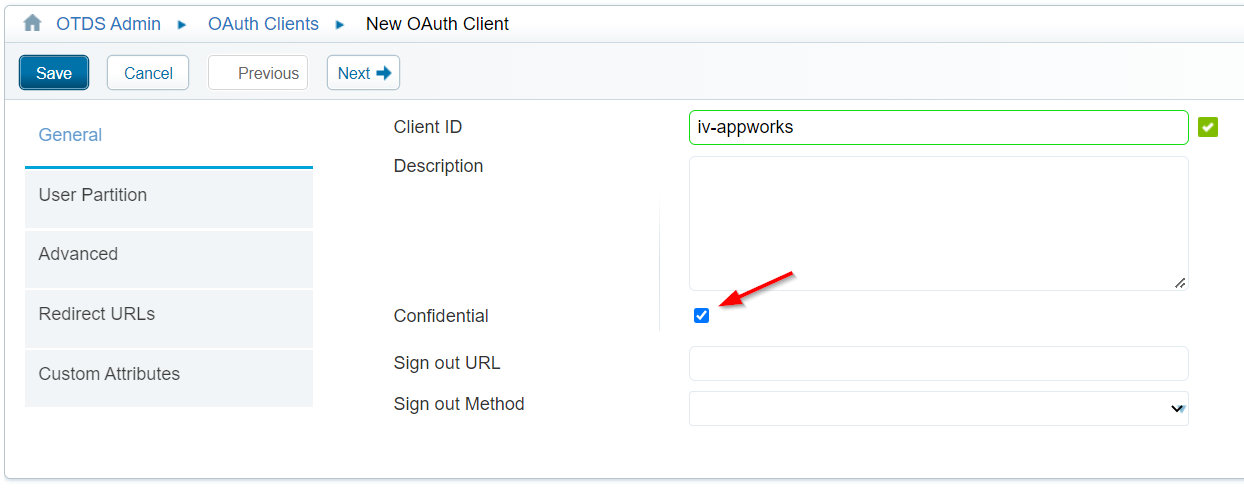 OTDS Admin OAuth Clients New OAuth Client
Save Cancel Previous Next
General
User Partition
Advanced
Redirect URLs
Custom Attributes
Client ID iv-appworks
Description
Confidential
Sign out URL
Sign out Method